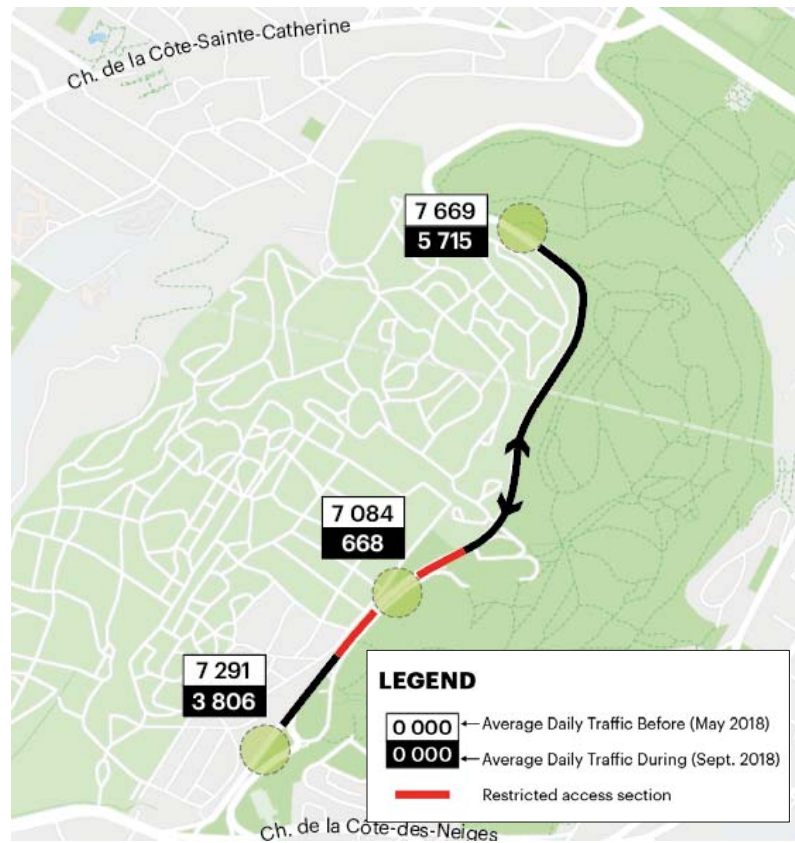 Ch. de la Côte-Sainte-Catherine
7 669
5 715
7 084
668
7 291
3 806
LEGEND
0 000 Average Daily Traffic Before (May 2018)
0 000 Average Daily Traffic During (Sept. 2018)
Restricted access section
Ch. de la Côte-des-Neiges